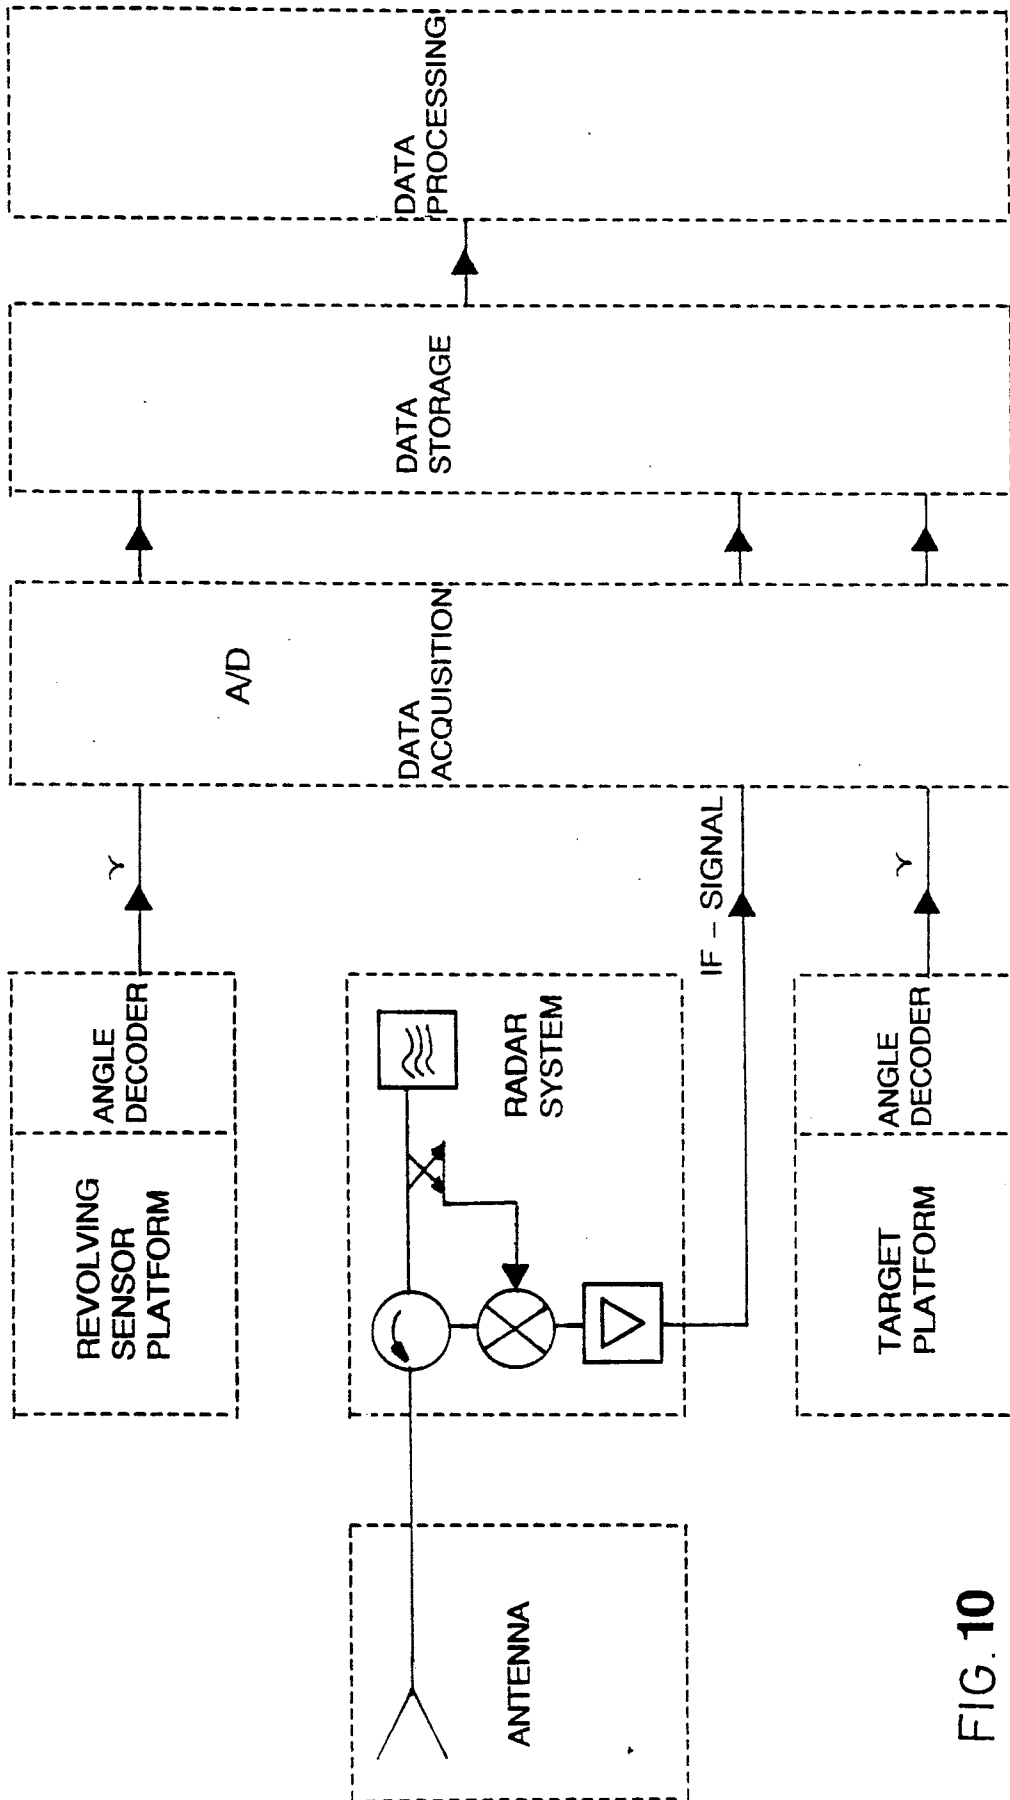 REVOLVING
SENSOR
PLATFORM
ANGLE
DECODER
γ
A/D
DATA
ACQUISITION
DATA
STORAGE
DATA
PROCESSING
ANTENNA
RADAR
SYSTEM
IF – SIGNAL
TARGET
PLATFORM
ANGLE
DECODER
γ
FIG. 10